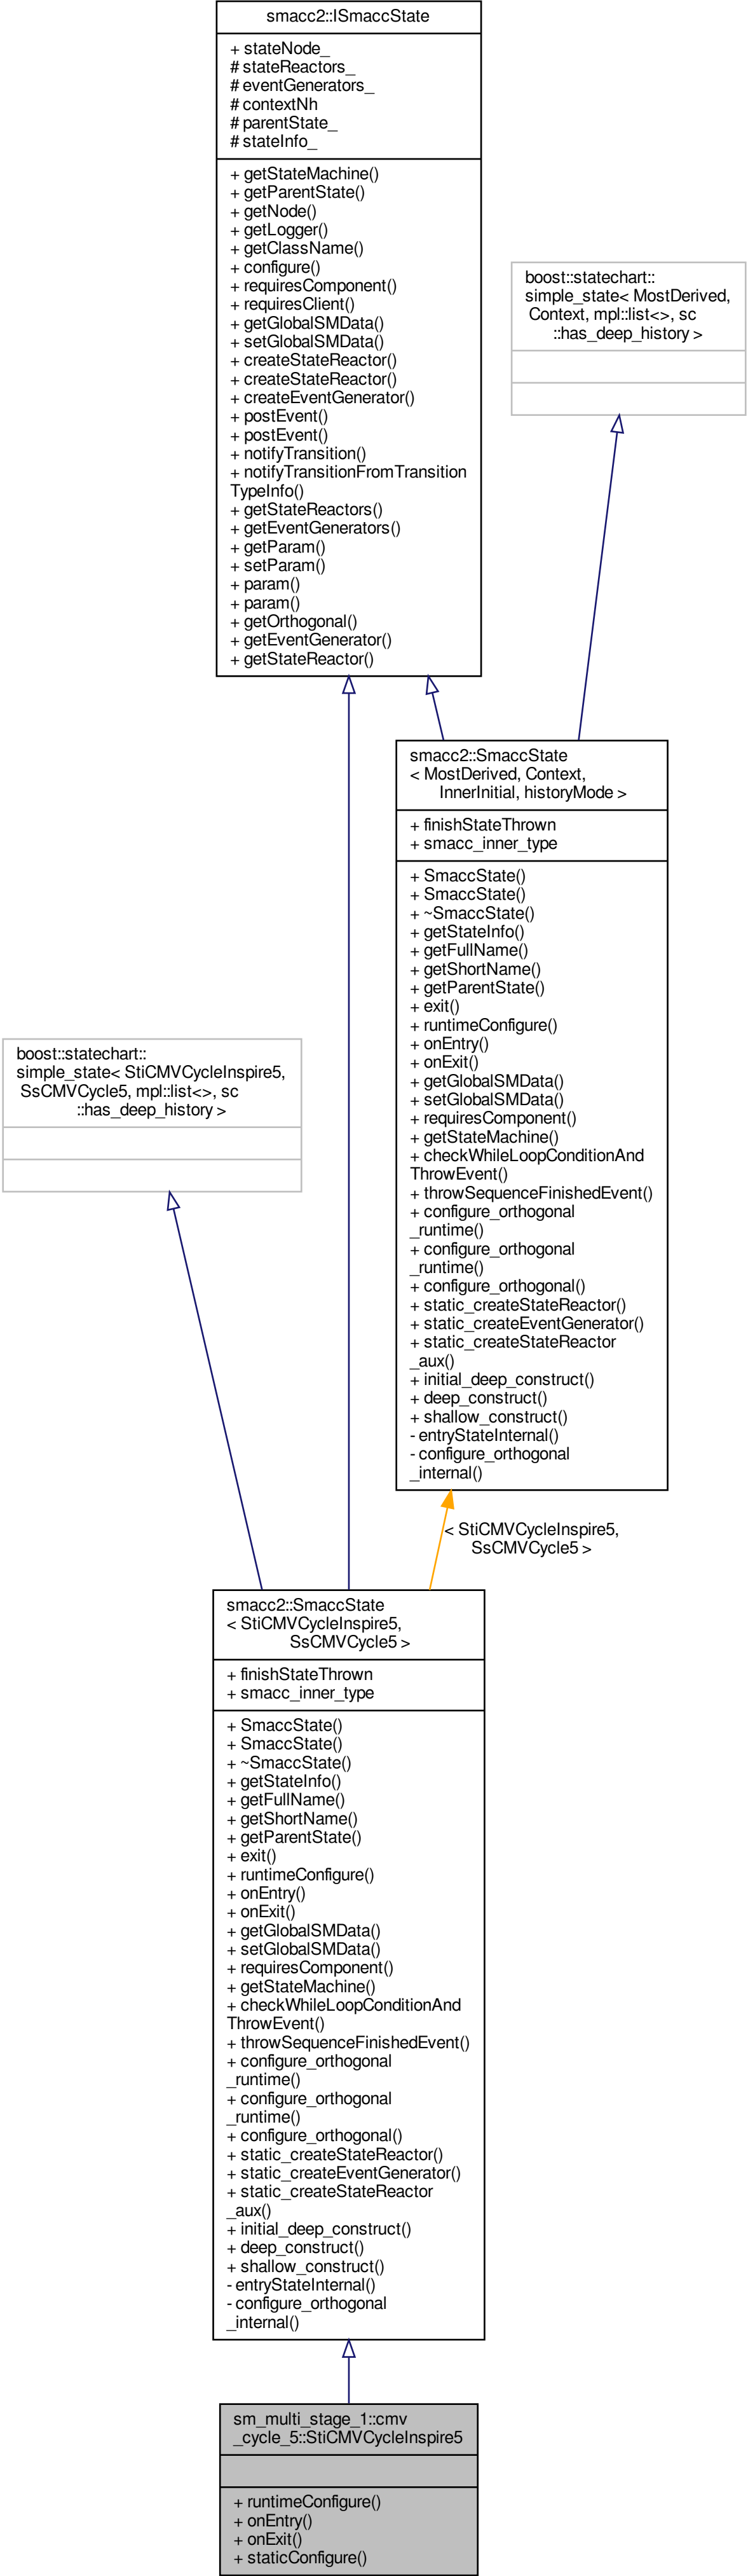 smacc2::ISmaccState
+ stateNode_
# stateReactors_
# eventGenerators_
# contextNh
# parentState_
# stateInfo_
+ getStateMachine()
+ getParentState()
+ getNode()
+ getLogger()
+ getClassName()
+ configure()
+ requiresComponent()
+ requiresClient()
+ getGlobalSMData()
+ setGlobalSMData()
+ createStateReactor()
+ createStateReactor()
+ createEventGenerator()
+ postEvent()
+ postEvent()
+ notifyTransition()
+ notifyTransitionFromTransition
TypeInfo()
+ getStateReactors()
+ getEventGenerators()
+ getParam()
+ setParam()
+ param()
+ param()
+ getOrthogonal()
+ getEventGenerator()
+ getStateReactor()
boost::statechart::
simple_state< MostDerived,
Context, mpl::list<>, sc
::has_deep_history >
smacc2::SmaccState
< MostDerived, Context,
InnerInitial, historyMode >
+ finishStateThrown
+ smacc_inner_type
+ SmaccState()
+ SmaccState()
+ ~SmaccState()
+ getStateInfo()
+ getFullName()
+ getShortName()
+ getParentState()
+ exit()
+ runtimeConfigure()
+ onEntry()
+ onExit()
+ getGlobalSMData()
+ setGlobalSMData()
+ requiresComponent()
+ getStateMachine()
+ checkWhileLoopConditionAnd
ThrowEvent()
+ throwSequenceFinishedEvent()
+ configure_orthogonal
_runtime()
+ configure_orthogonal
_runtime()
+ configure_orthogonal()
+ static_createStateReactor()
+ static_createEventGenerator()
+ static_createStateReactor
_aux()
+ initial_deep_construct()
+ deep_construct()
+ shallow_construct()
- entryStateInternal()
- configure_orthogonal
_internal()
boost::statechart::
simple_state< StiCMVCycleInspire5,
SsCMVCycle5, mpl::list<>, sc
::has_deep_history >
< StiCMVCycleInspire5,
SsCMVCycle5 >
smacc2::SmaccState
< StiCMVCycleInspire5,
SsCMVCycle5 >
+ finishStateThrown
+ smacc_inner_type
+ SmaccState()
+ SmaccState()
+ ~SmaccState()
+ getStateInfo()
+ getFullName()
+ getShortName()
+ getParentState()
+ exit()
+ runtimeConfigure()
+ onEntry()
+ onExit()
+ getGlobalSMData()
+ setGlobalSMData()
+ requiresComponent()
+ getStateMachine()
+ checkWhileLoopConditionAnd
ThrowEvent()
+ throwSequenceFinishedEvent()
+ configure_orthogonal
_runtime()
+ configure_orthogonal
_runtime()
+ configure_orthogonal()
+ static_createStateReactor()
+ static_createEventGenerator()
+ static_createStateReactor
_aux()
+ initial_deep_construct()
+ deep_construct()
+ shallow_construct()
- entryStateInternal()
- configure_orthogonal
_internal()
sm_multi_stage_1::cmv
_cycle_5::StiCMVCycleInspire5
+ runtimeConfigure()
+ onEntry()
+ onExit()
+ staticConfigure()